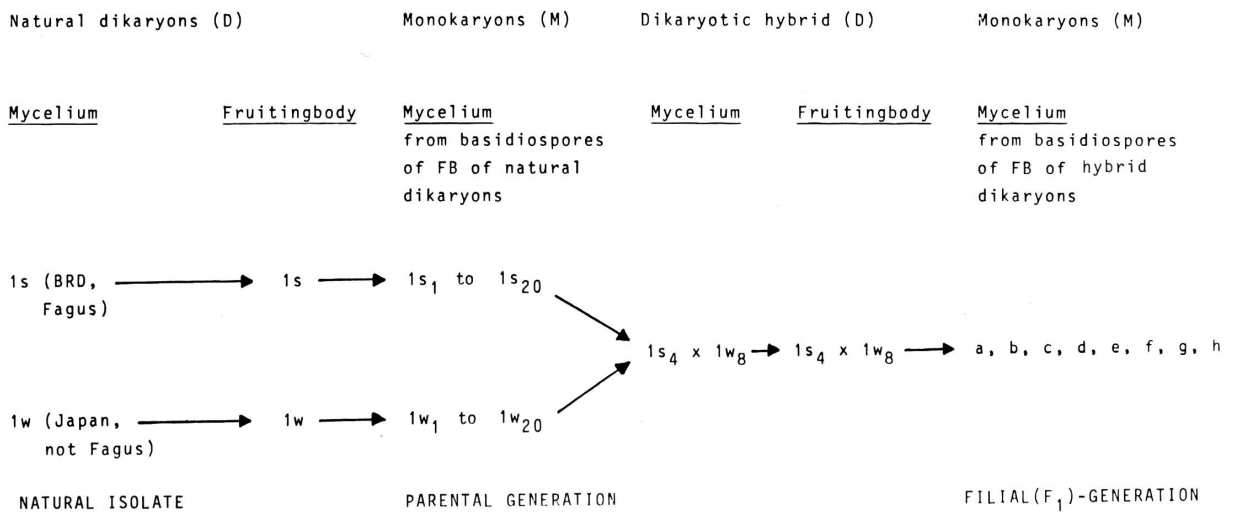 Natural dikaryons (D) Monokaryons (M) Dikaryotic hybrid (D) Monokaryons (M)
Mycelium Fruitingbody Mycelium Mycelium Fruitingbody Mycelium
from basidiospores from basidiospores
of FB of natural of FB of hybrid
dikaryons dikaryons
1s (BRD, 1s 1s₁ to 1s₂₀
Fagus)
1s₄ x 1w₈ 1s₄ x 1w₈ a, b, c, d, e, f, g, h
1w (Japan, 1w 1w₁ to 1w₂₀
not Fagus)
NATURAL ISOLATE PARENTAL GENERATION FILIAL(F₁)-GENERATION